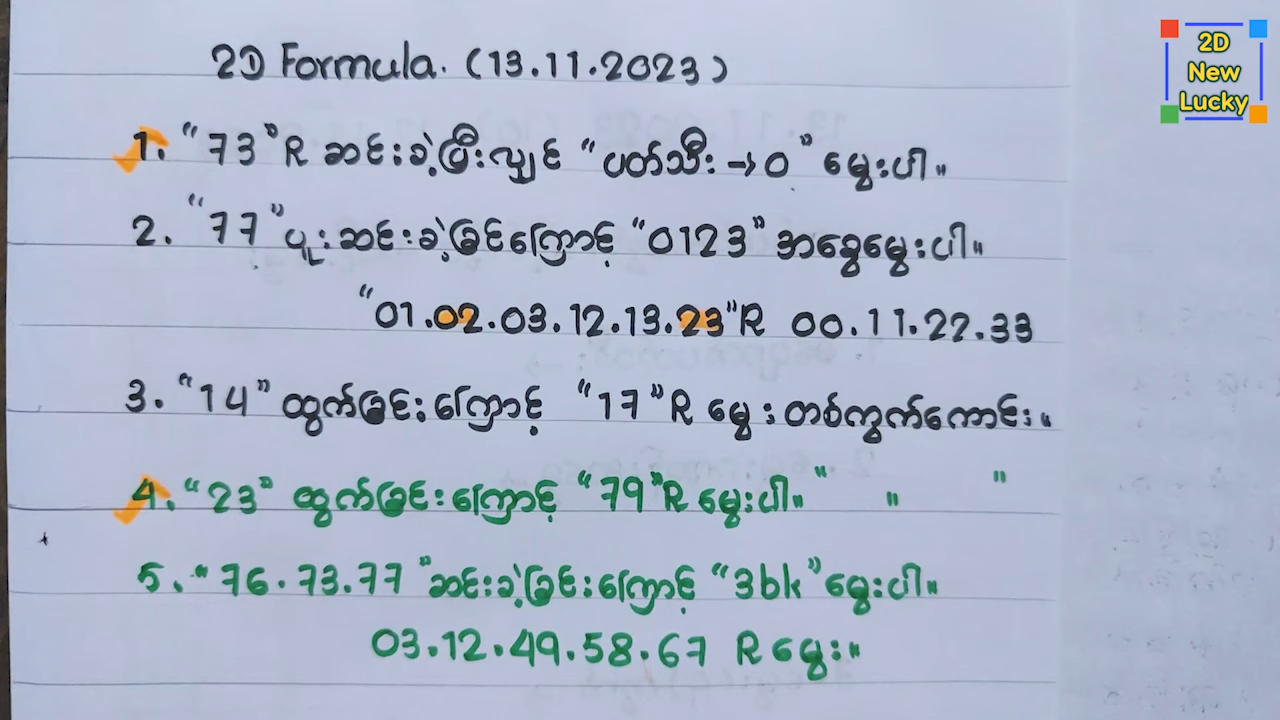 2D Formula. (13.11.2023)
2D
New
Lucky
1. "73"R ဆင်းခဲ့ပြီးလျှင် "ပတ်သီး → 0" မွေးပါ။
2. "77" ပူးဆင်းခဲ့ခြင်ကြောင့် "0123" အခွေမွေးပါ။
"01.02.03.12.13.23"R 00.11.22.33
3. "14" ထွက်ခြင်းကြောင့် "17"R မွေးတစ်ကွက်ကောင်း။
4. "23" ထွက်ခြင်းကြောင့် "79"R မွေးပါ။ " " "
5. "76.73.77" ဆင်းခဲ့ခြင်းကြောင့် "3bk" မွေးပါ။
03.12.49.58.67 R မွေး။